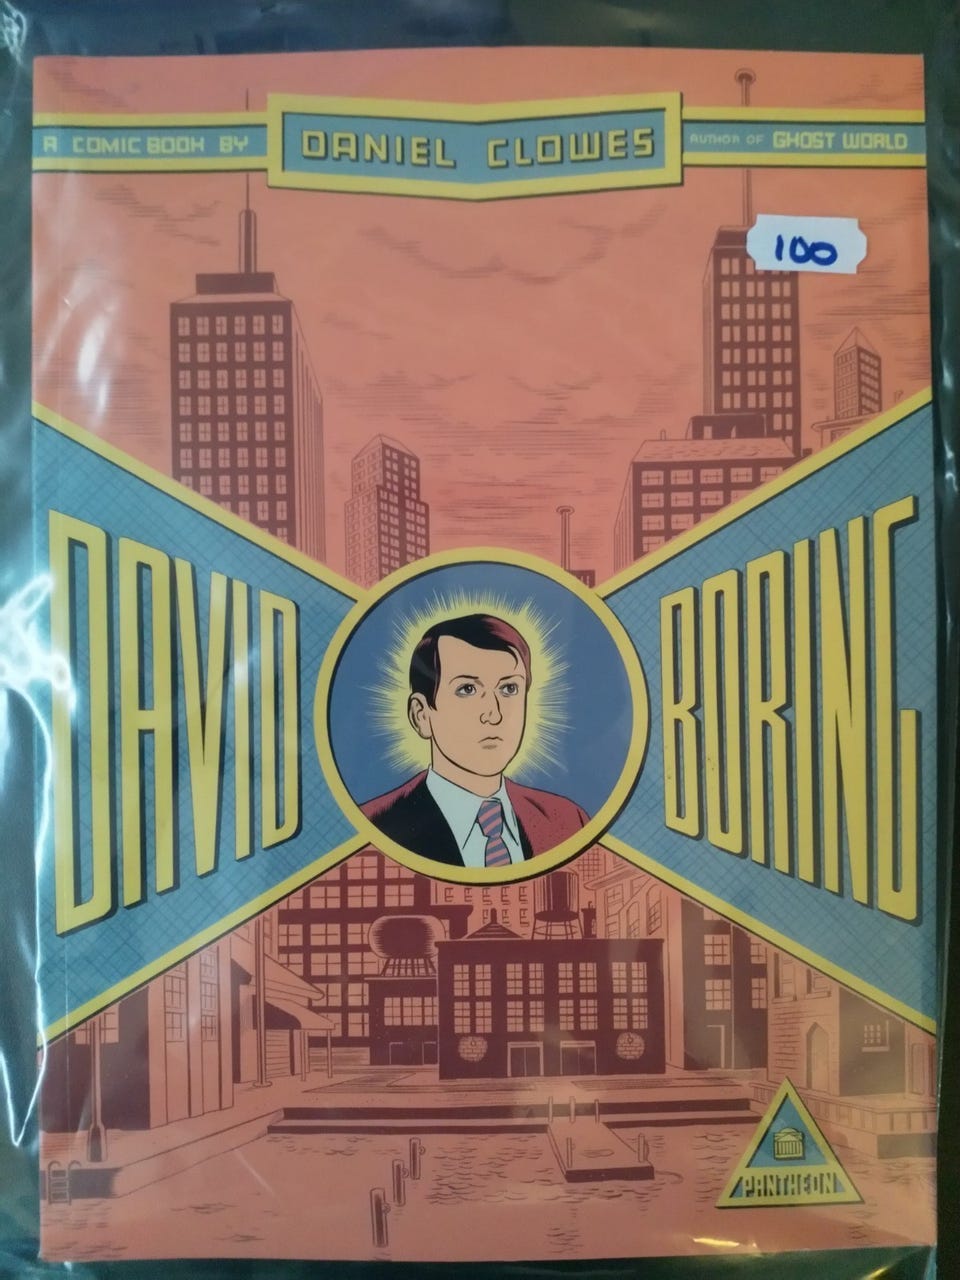 A COMIC BOOK BY DANIEL CLOWES AUTHOR OF GHOST WORLD
100
DAVID BORING
PANTHEON